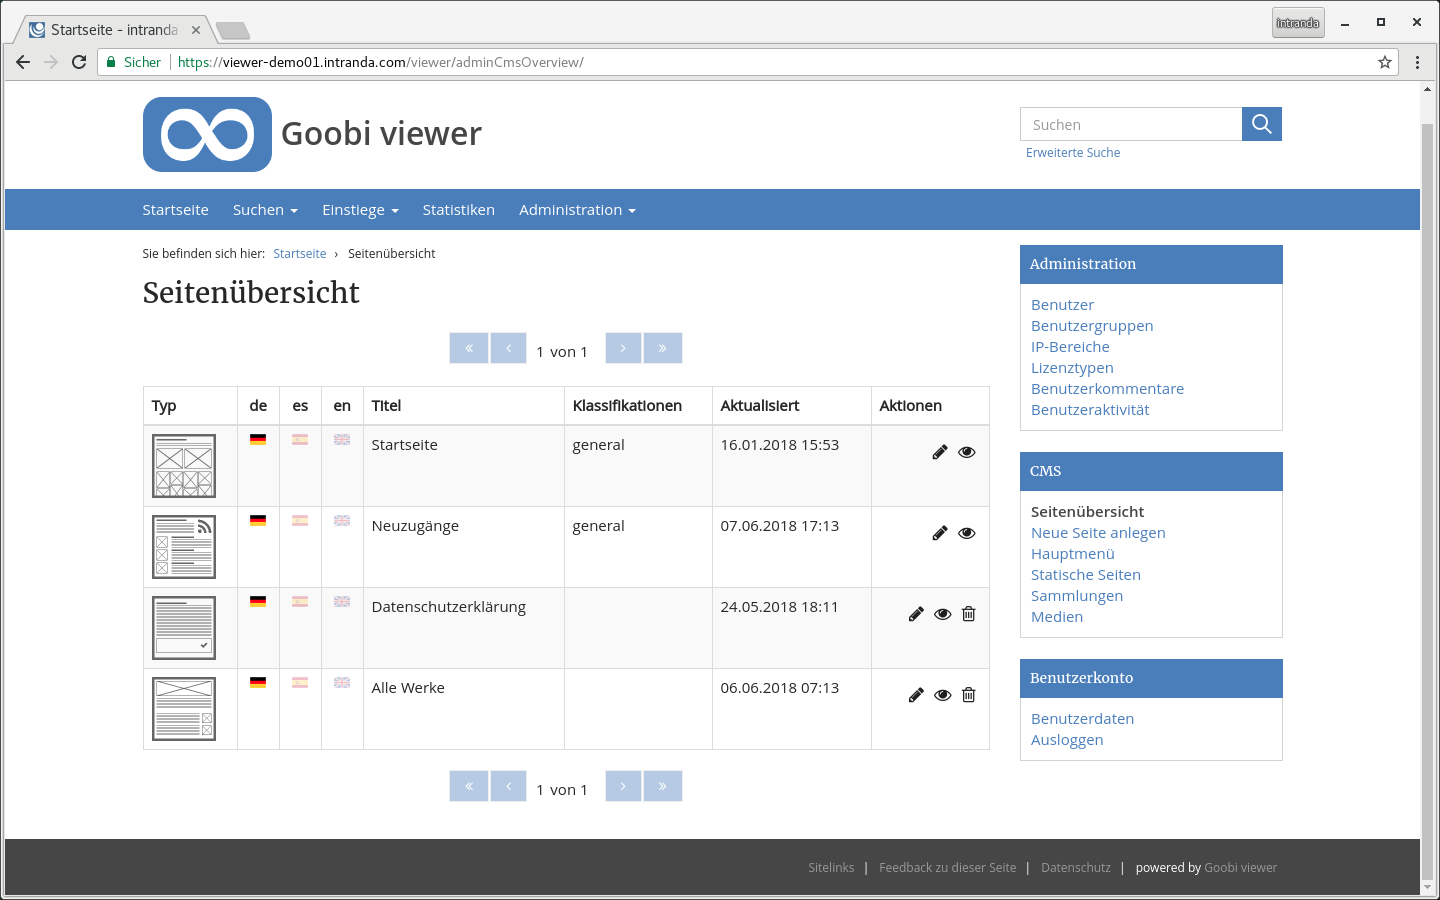 Startseite - intranda
intranda
Sicher https://viewer-demo01.intranda.com/viewer/adminCmsOverview/
Goobi viewer
Suchen
Erweiterte Suche
Startseite Suchen Einstiege Statistiken Administration
Sie befinden sich hier: Startseite › Seitenübersicht
Seitenübersicht
« ‹ 1 von 1 › »
Typ de es en Titel Klassifikationen Aktualisiert Aktionen
Startseite general 16.01.2018 15:53
Neuzugänge general 07.06.2018 17:13
Datenschutzerklärung 24.05.2018 18:11
Alle Werke 06.06.2018 07:13
« ‹ 1 von 1 › »
Administration
Benutzer
Benutzergruppen
IP-Bereiche
Lizenztypen
Benutzerkommentare
Benutzeraktivität
CMS
Seitenübersicht
Neue Seite anlegen
Hauptmenü
Statische Seiten
Sammlungen
Medien
Benutzerkonto
Benutzerdaten
Ausloggen
Sitelinks | Feedback zu dieser Seite | Datenschutz | powered by Goobi viewer